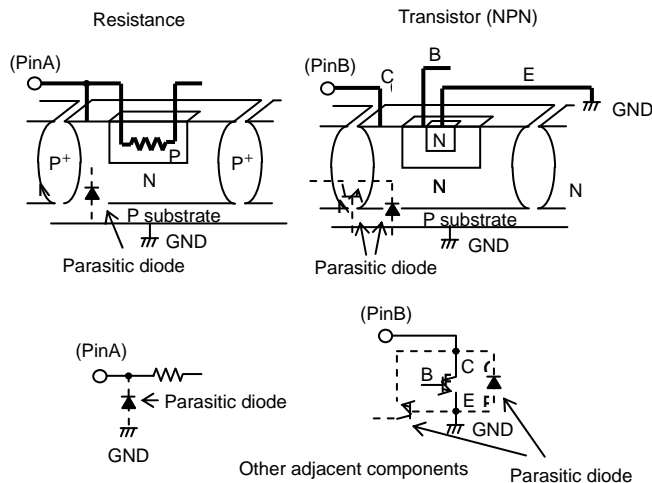 Resistance
Transistor (NPN)
(PinA)
(PinB)
C
B
E
GND
P+
P
P+
N
N
N
N
P substrate
GND
Parasitic diode
P substrate
GND
Parasitic diode
(PinA)
Parasitic diode
GND
(PinB)
B
C
E
GND
Other adjacent components
Parasitic diode